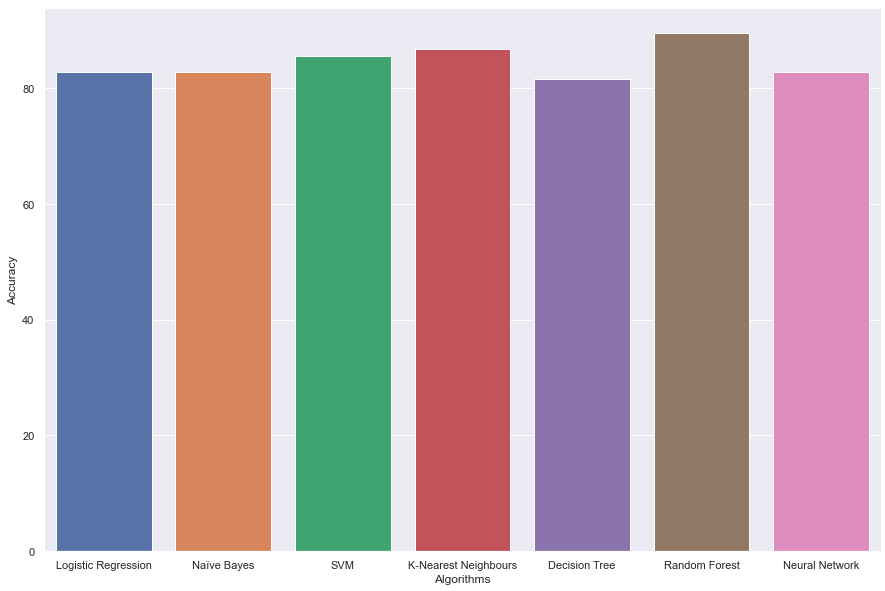 80
60
40
20
0
Accuracy
Logistic Regression Naïve Bayes SVM K-Nearest Neighbours Decision Tree Random Forest Neural Network
Algorithms